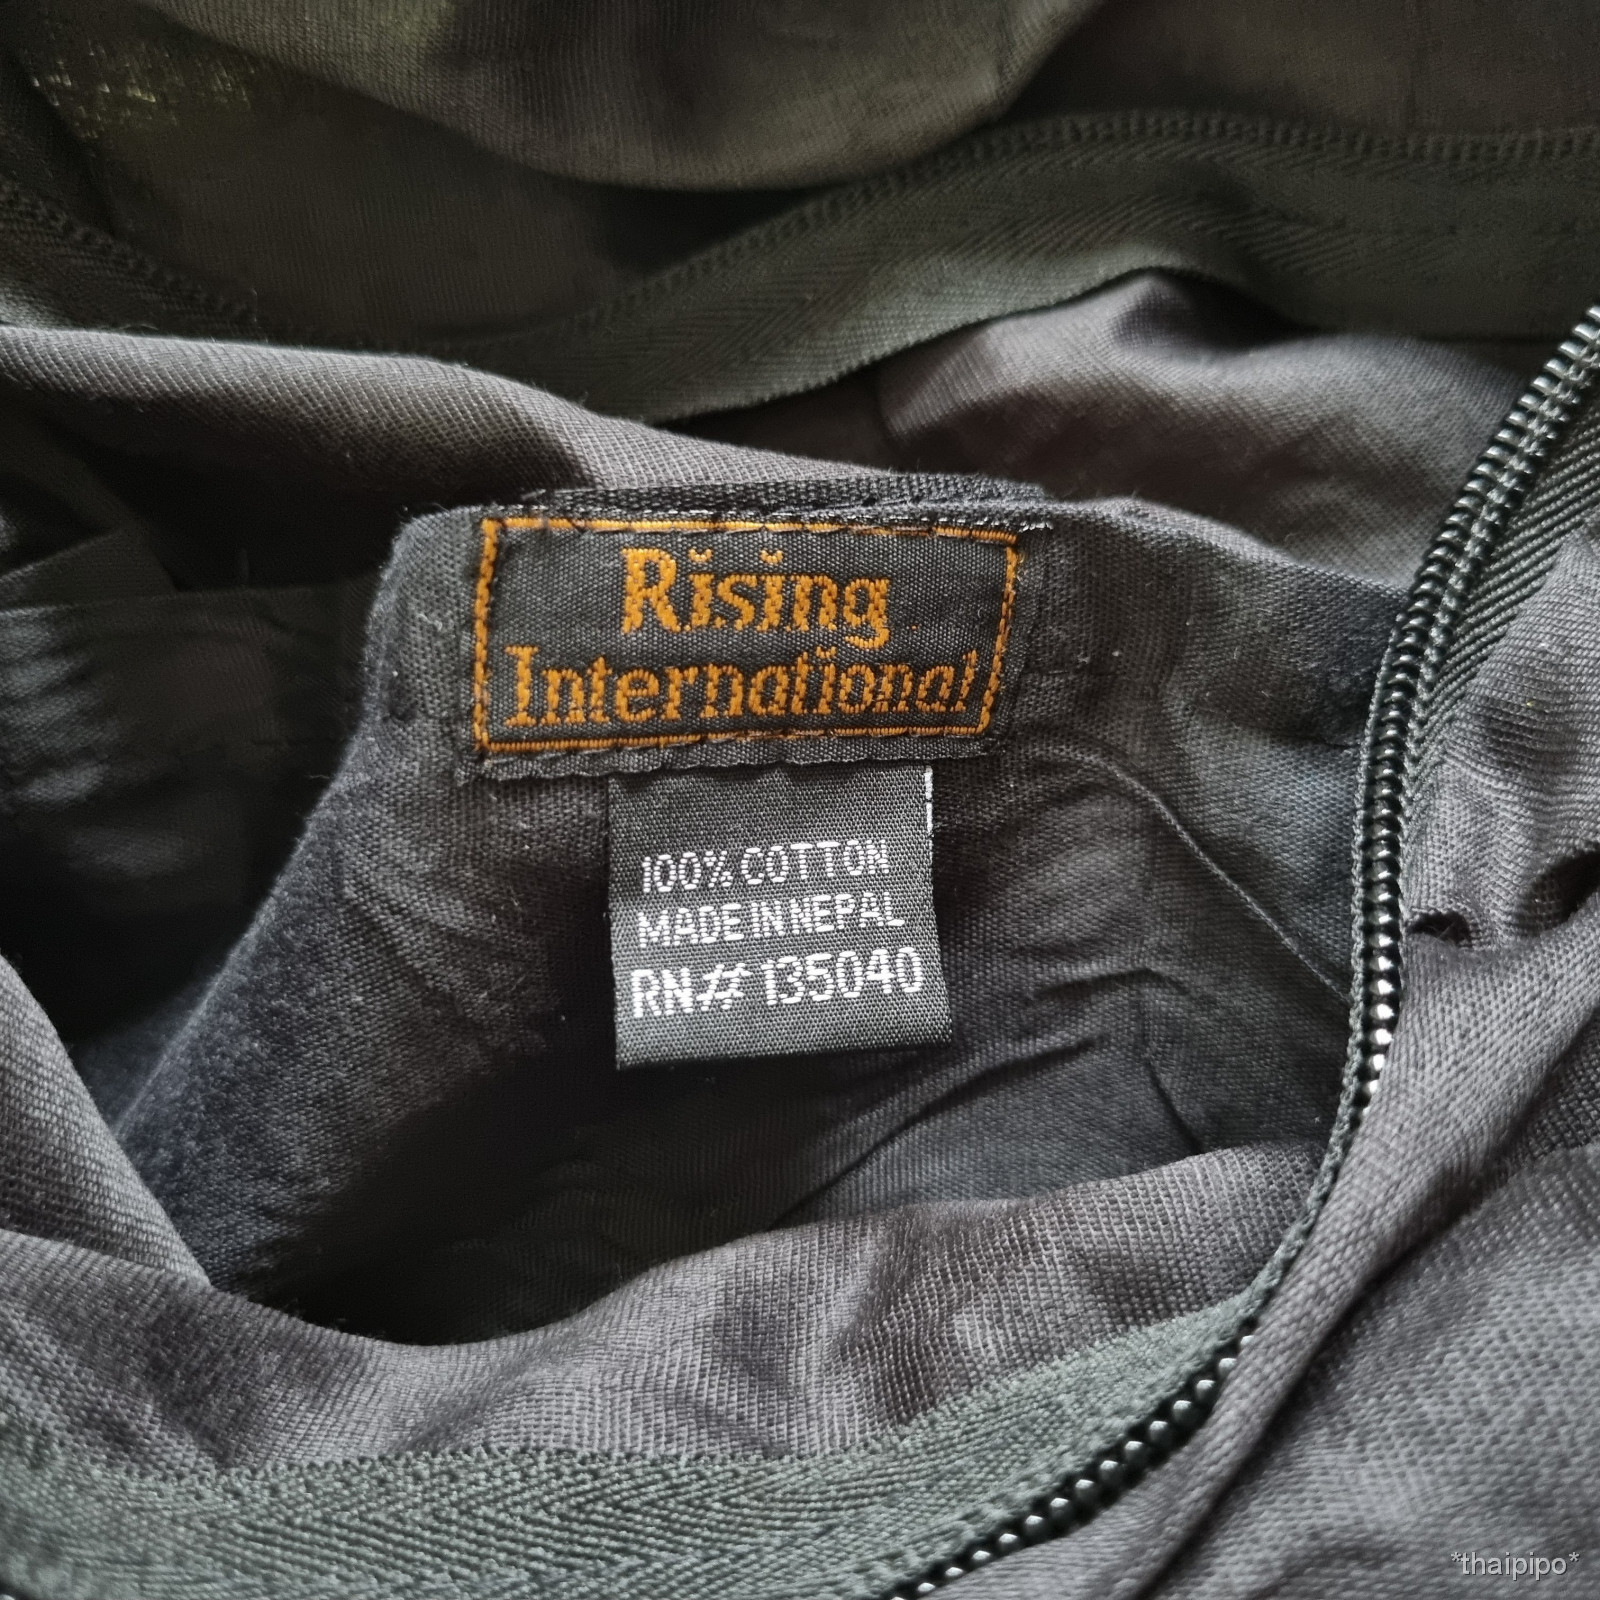 Rising
International
100% COTTON
MADE IN NEPAL
RN# 135040
*thaipipo*